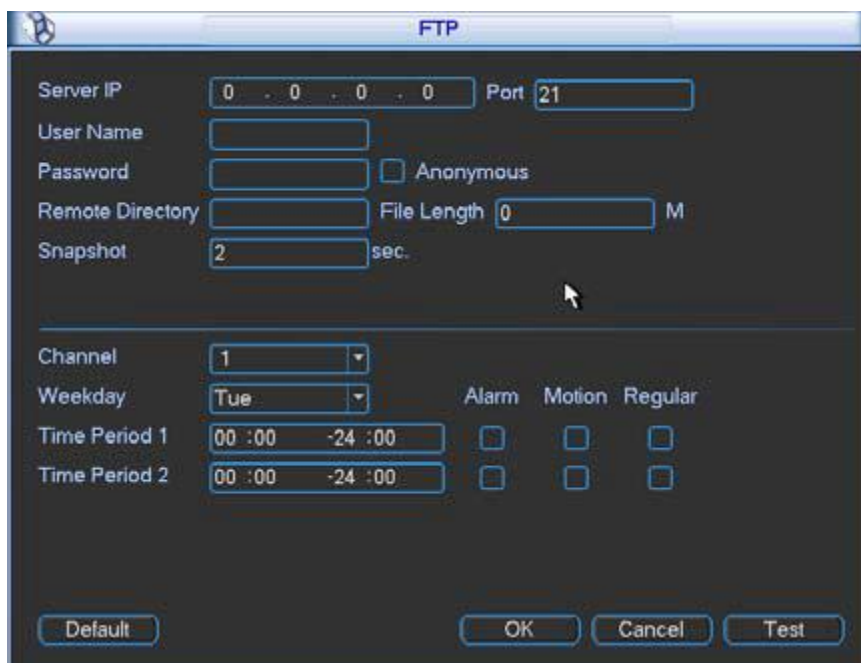 FTP
Server IP 0 . 0 . 0 . 0 Port 21
User Name
Password Anonymous
Remote Directory File Length 0 M
Snapshot 2 sec.
Channel 1
Weekday Tue Alarm Motion Regular
Time Period 1 00 :00 -24 :00
Time Period 2 00 :00 -24 :00
Default OK Cancel Test